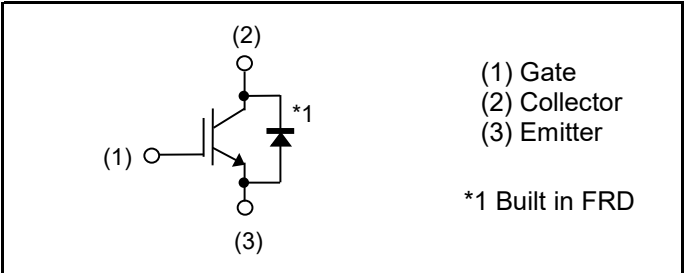 (2)
*1
(1)
(3)
(1) Gate
(2) Collector
(3) Emitter
*1 Built in FRD